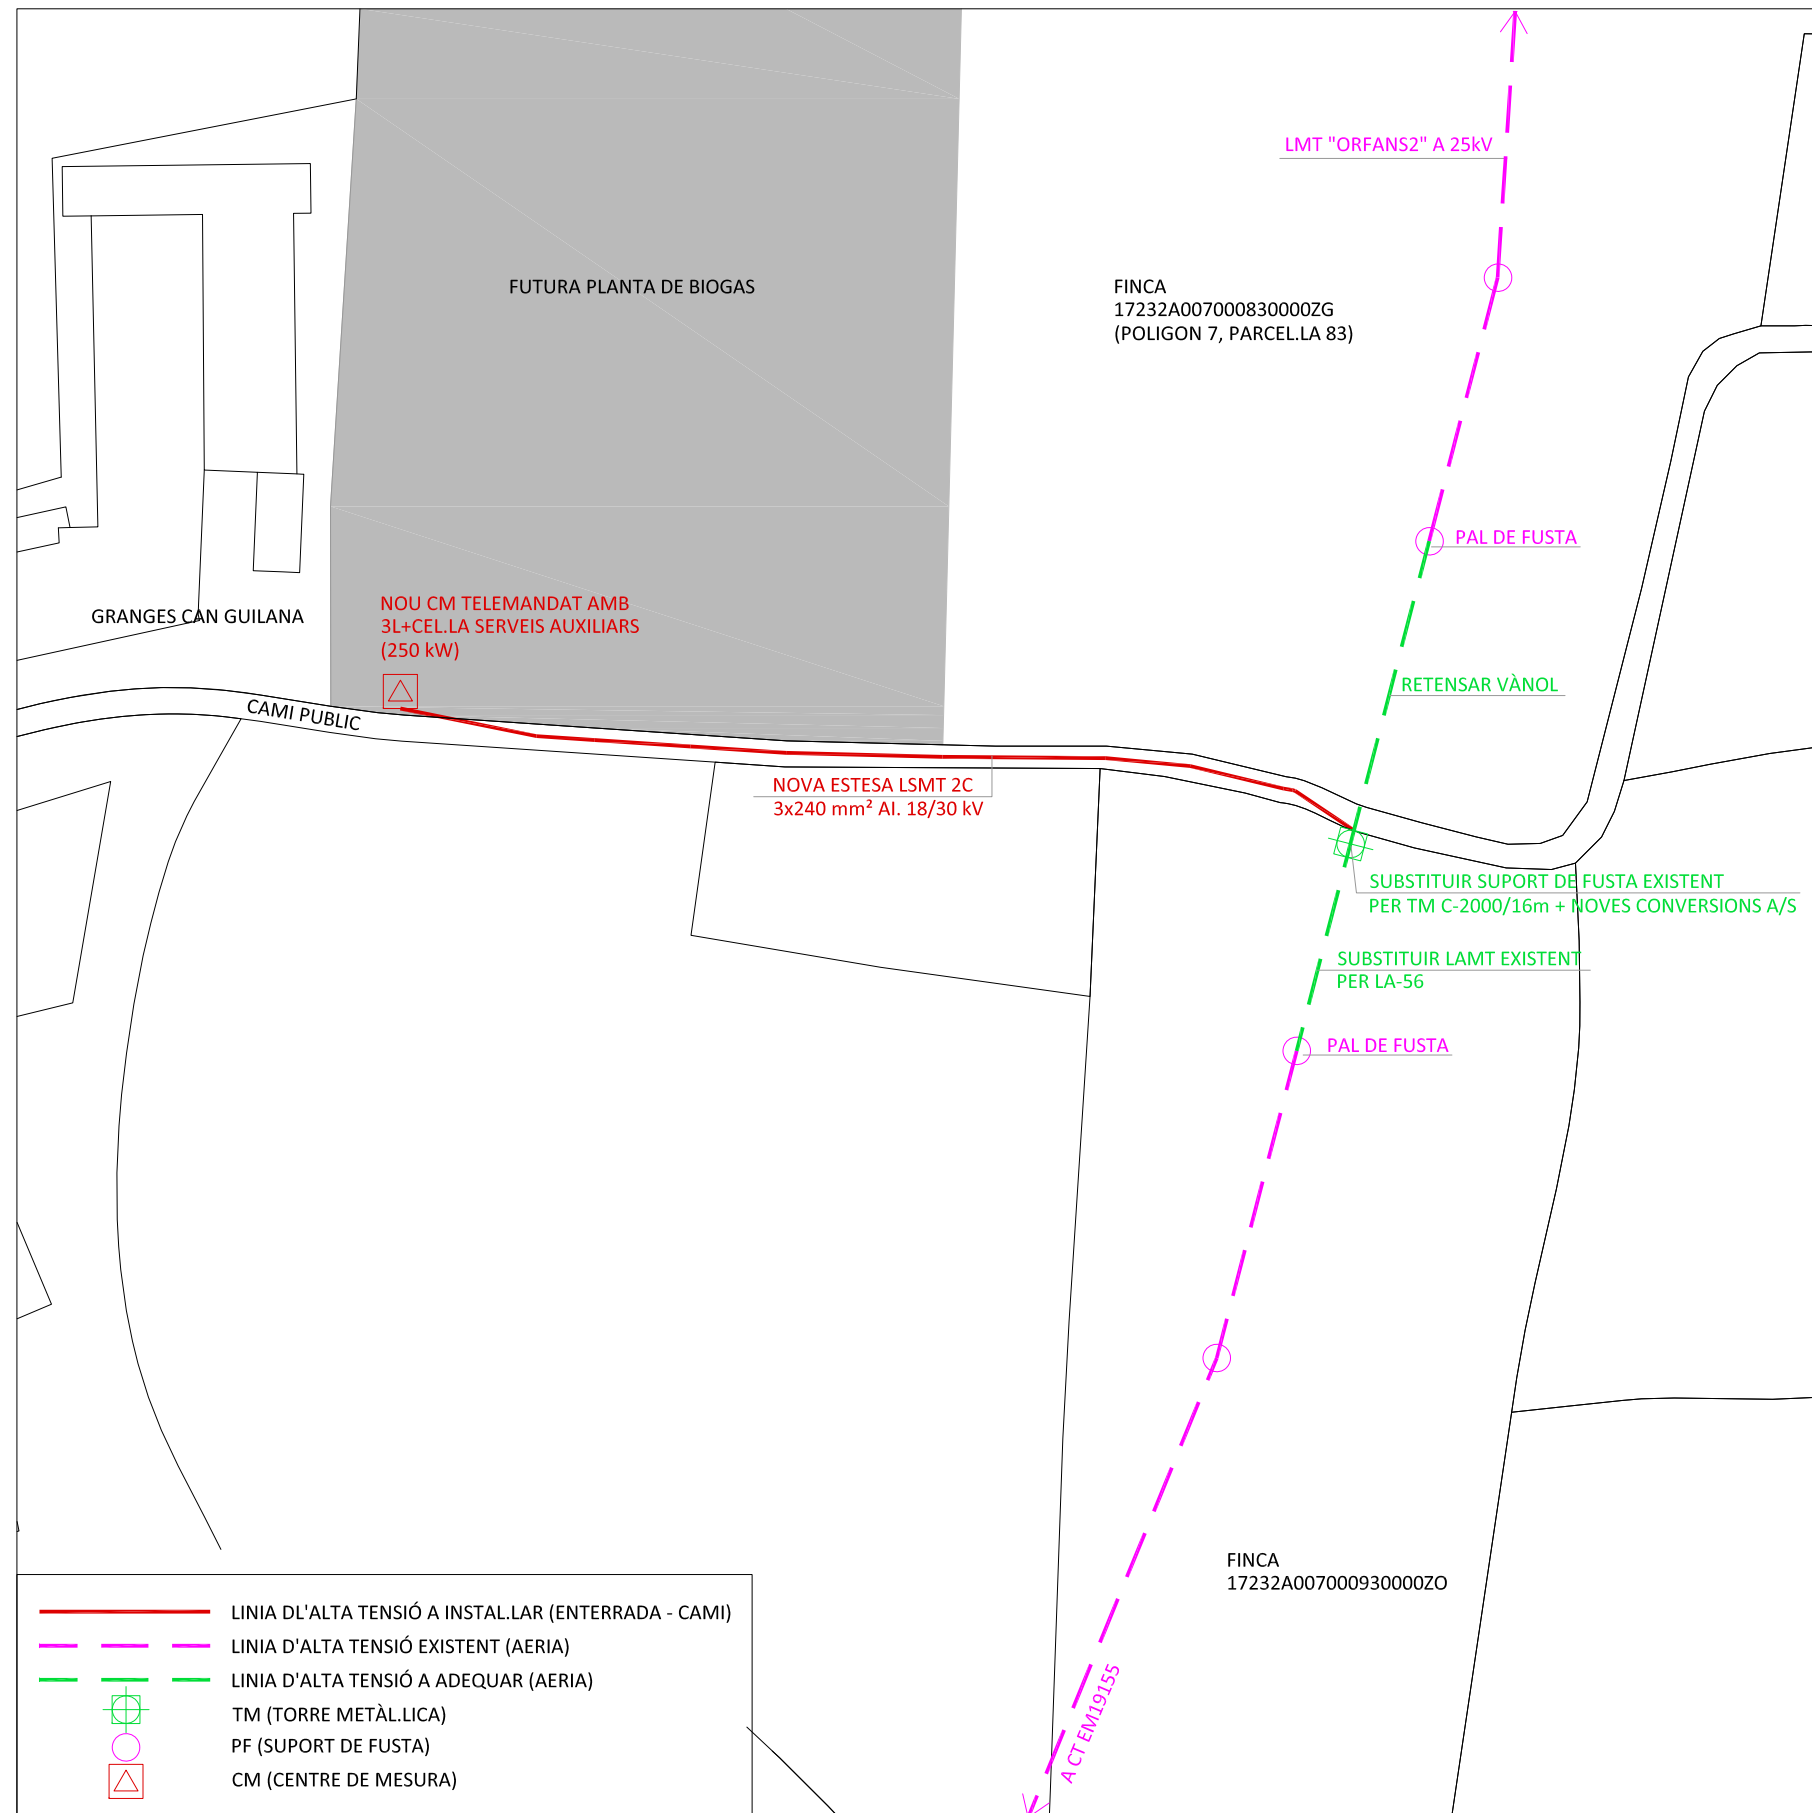 LMT "ORFANS2" A 25kV
FUTURA PLANTA DE BIOGAS
FINCA
17232A007000830000ZG
(POLIGON 7, PARCEL.LA 83)
PAL DE FUSTA
GRANGES CAN GUILANA
NOU CM TELEMANDAT AMB
3L+CEL.LA SERVEIS AUXILIARS
(250 kW)
RETENSAR VÀNOL
CAMI PUBLIC
NOVA ESTESA LSMT 2C
3x240 mm² Al. 18/30 kV
SUBSTITUIR SUPORT DE FUSTA EXISTENT
PER TM C-2000/16m + NOVES CONVERSIONS A/S
SUBSTITUIR LAMT EXISTENT
PER LA-56
PAL DE FUSTA
FINCA
17232A007000930000ZO
A CT EM19155
LINIA DL'ALTA TENSIÓ A INSTAL.LAR (ENTERRADA - CAMI)
LINIA D'ALTA TENSIÓ EXISTENT (AERIA)
LINIA D'ALTA TENSIÓ A ADEQUAR (AERIA)
TM (TORRE METÀL.LICA)
PF (SUPORT DE FUSTA)
CM (CENTRE DE MESURA)